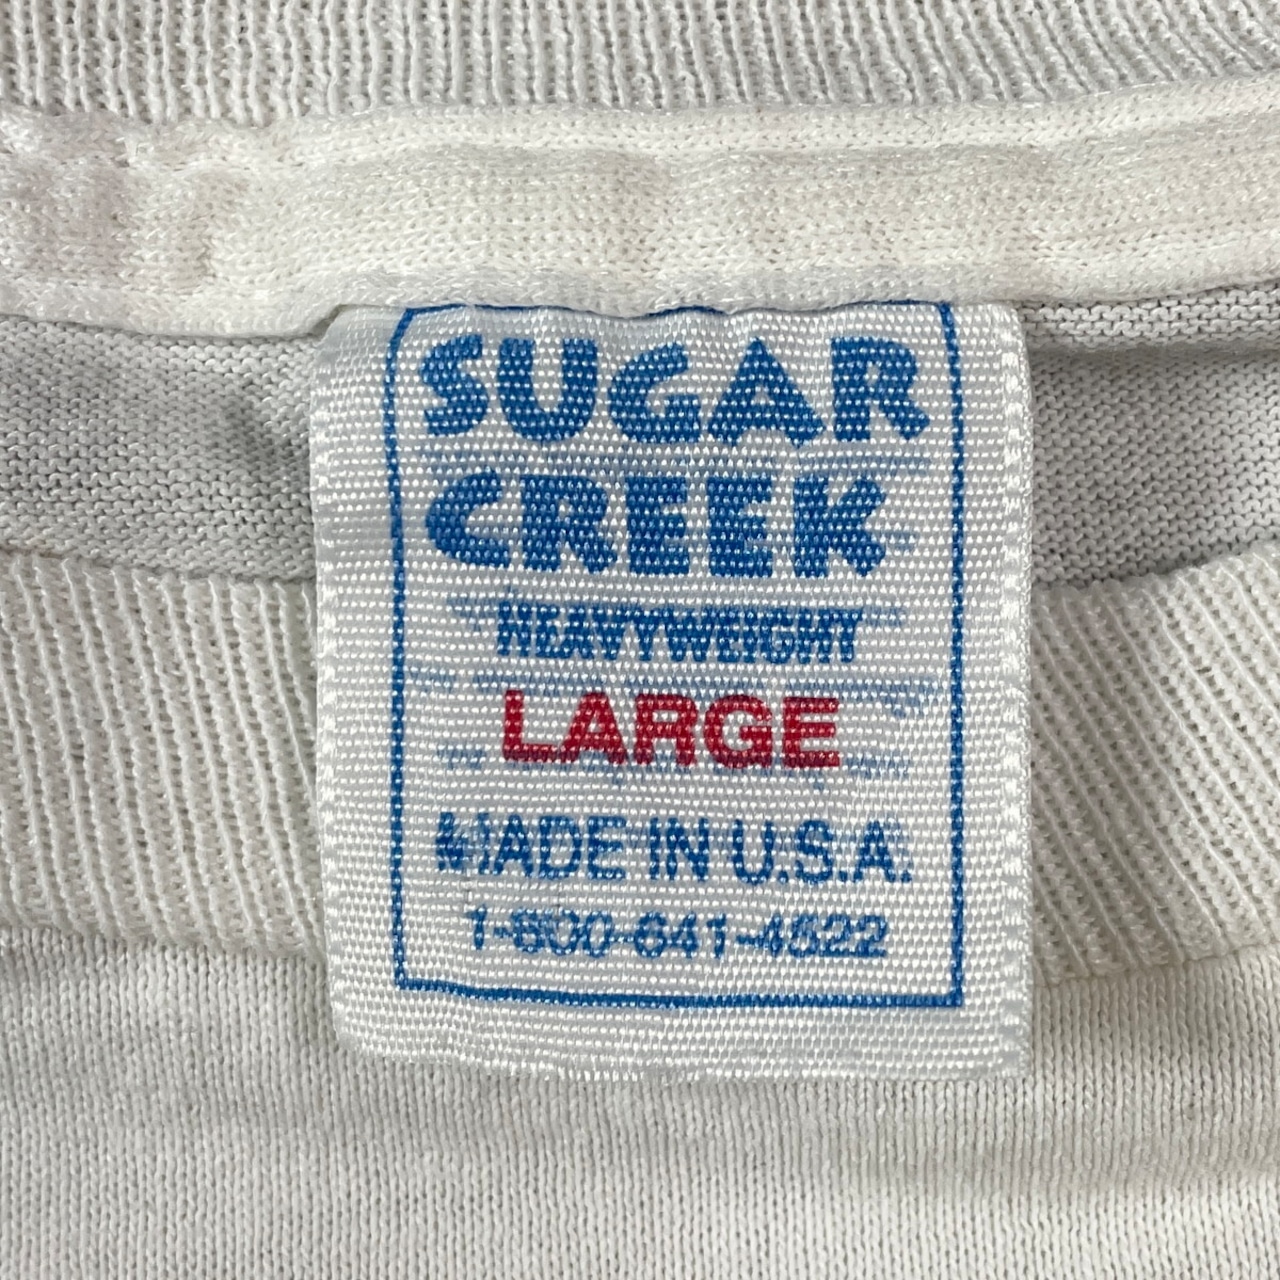 SUGAR
CREEK
HEAVYWEIGHT
LARGE
MADE IN U.S.A.
1-800-641-4522